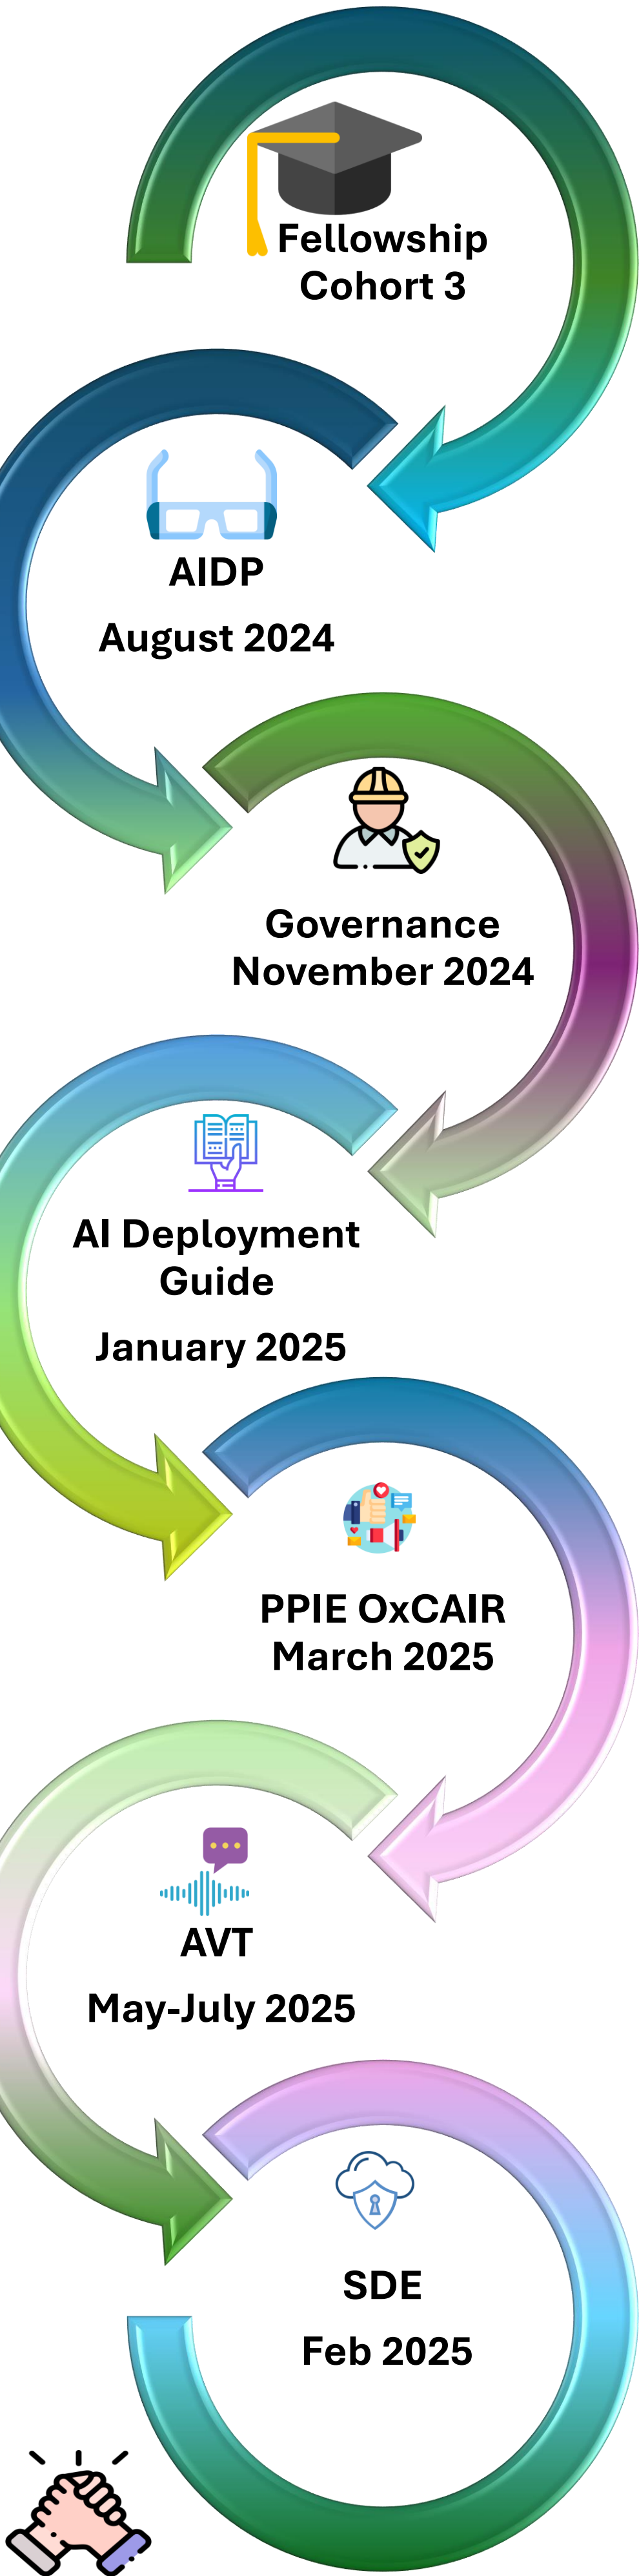 Fellowship
Cohort 3
AIDP
August 2024
Governance
November 2024
AI Deployment
Guide
January 2025
PPIE OxCAIR
March 2025
AVT
May-July 2025
SDE
Feb 2025